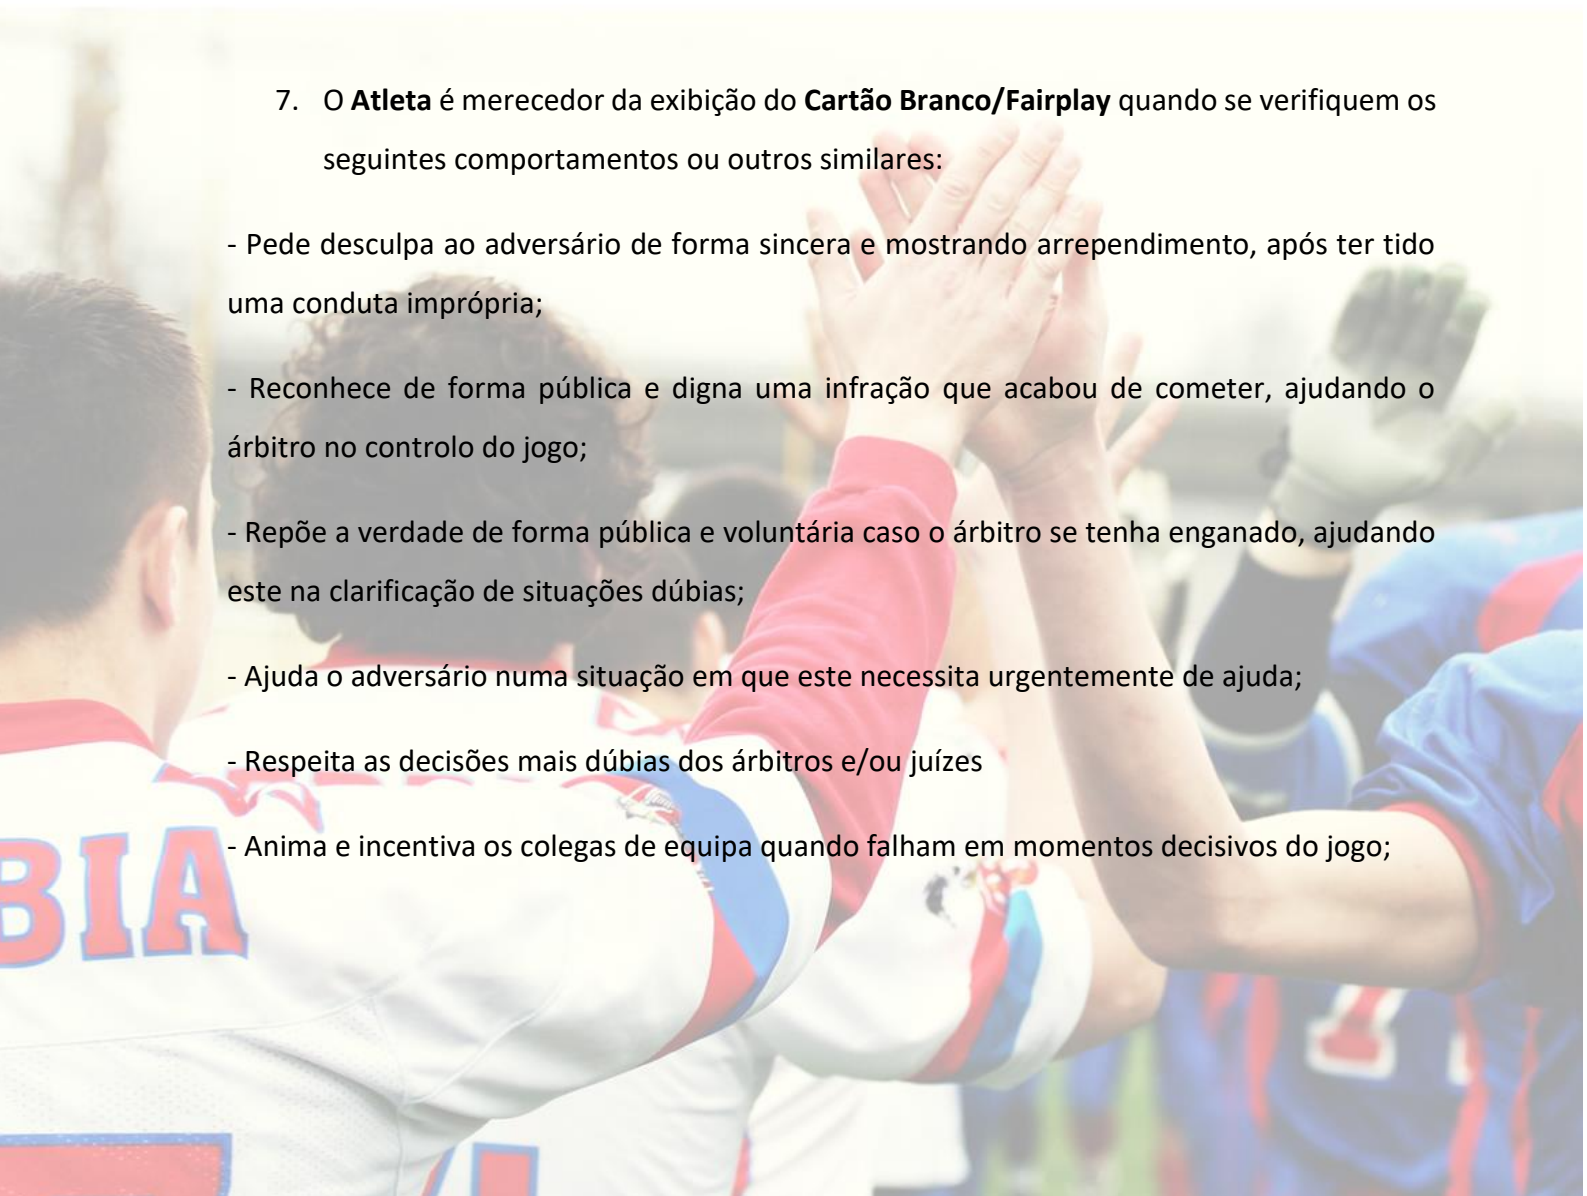 7. O Atleta é merecedor da exibição do Cartão Branco/Fairplay quando se verifiquem os
seguintes comportamentos ou outros similares:
- Pede desculpa ao adversário de forma sincera e mostrando arrependimento, após ter tido
uma conduta imprópria;
- Reconhece de forma pública e digna uma infração que acabou de cometer, ajudando o
árbitro no controlo do jogo;
- Repõe a verdade de forma pública e voluntária caso o árbitro se tenha enganado, ajudando
este na clarificação de situações dúbias;
- Ajuda o adversário numa situação em que este necessita urgentemente de ajuda;
- Respeita as decisões mais dúbias dos árbitros e/ou juízes
- Anima e incentiva os colegas de equipa quando falham em momentos decisivos do jogo;
BIA